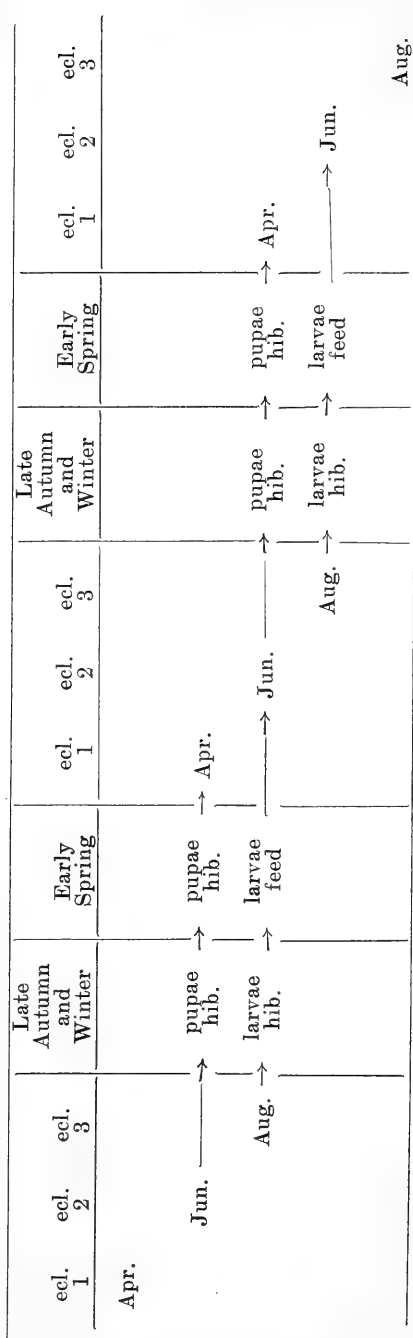 Late Late
Autumn Autumn
ecl. ecl. ecl. and Early ecl. ecl. ecl. and Early ecl. ecl. ecl.
1 2 3 Winter Spring 1 2 3 Winter Spring 1 2 3
Apr.
pupae pupae
Jun. → → → Apr.
hib. hib.
larvae larvae pupae pupae
Aug. → → → Jun. → → → Apr.
hib. feed hib. hib.
larvae larvae
Aug. → → → Jun.
hib. feed
Aug.